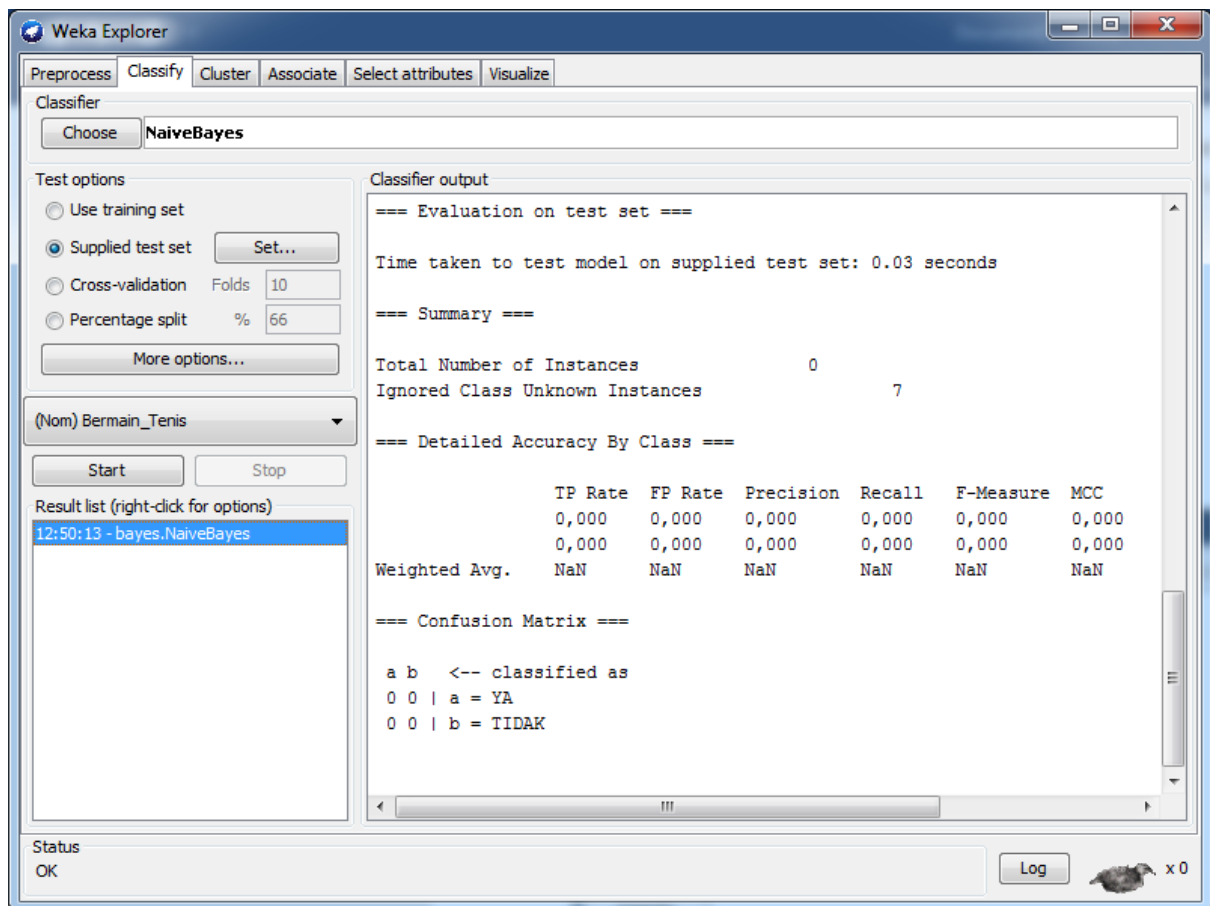 Weka Explorer
Preprocess Classify Cluster Associate Select attributes Visualize
Classifier
Choose NaiveBayes
Test options
Use training set
Supplied test set Set...
Cross-validation Folds 10
Percentage split % 66
More options...
(Nom) Bermain_Tenis
Start Stop
Result list (right-click for options)
12:50:13 - bayes.NaiveBayes
Classifier output
=== Evaluation on test set ===
Time taken to test model on supplied test set: 0.03 seconds
=== Summary ===
Total Number of Instances 0
Ignored Class Unknown Instances 7
=== Detailed Accuracy By Class ===
TP Rate FP Rate Precision Recall F-Measure MCC
0,000 0,000 0,000 0,000 0,000 0,000
0,000 0,000 0,000 0,000 0,000 0,000
Weighted Avg. NaN NaN NaN NaN NaN NaN
=== Confusion Matrix ===
a b <-- classified as
0 0 | a = YA
0 0 | b = TIDAK
Status
OK
Log
x 0